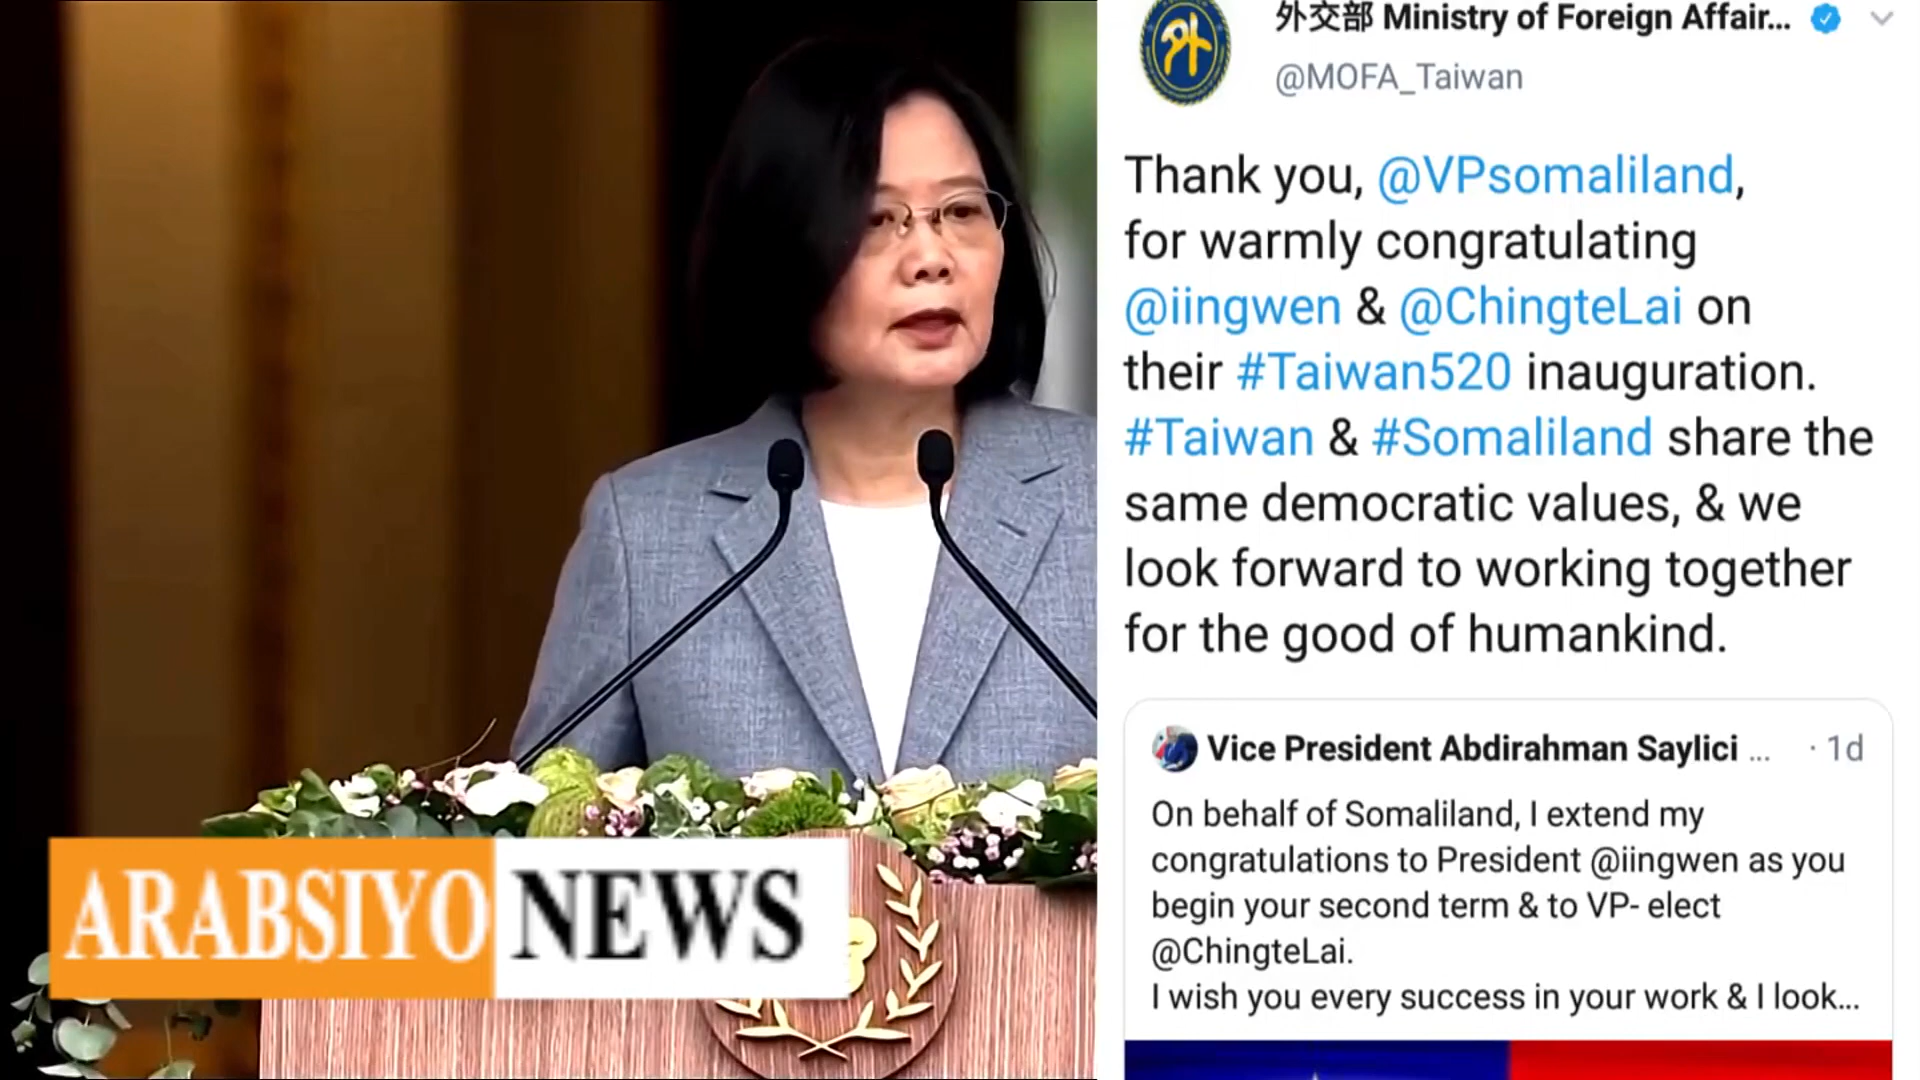 外交部 Ministry of Foreign Affair...
@MOFA_Taiwan
Thank you, @VPsomaliland,
for warmly congratulating
@iingwen & @ChingteLai on
their #Taiwan520 inauguration.
#Taiwan & #Somaliland share the
same democratic values, & we
look forward to working together
for the good of humankind.
Vice President Abdirahman Saylici ... · 1d
On behalf of Somaliland, I extend my
congratulations to President @iingwen as you
begin your second term & to VP- elect
@ChingteLai.
I wish you every success in your work & I look...
ARABSIYO NEWS